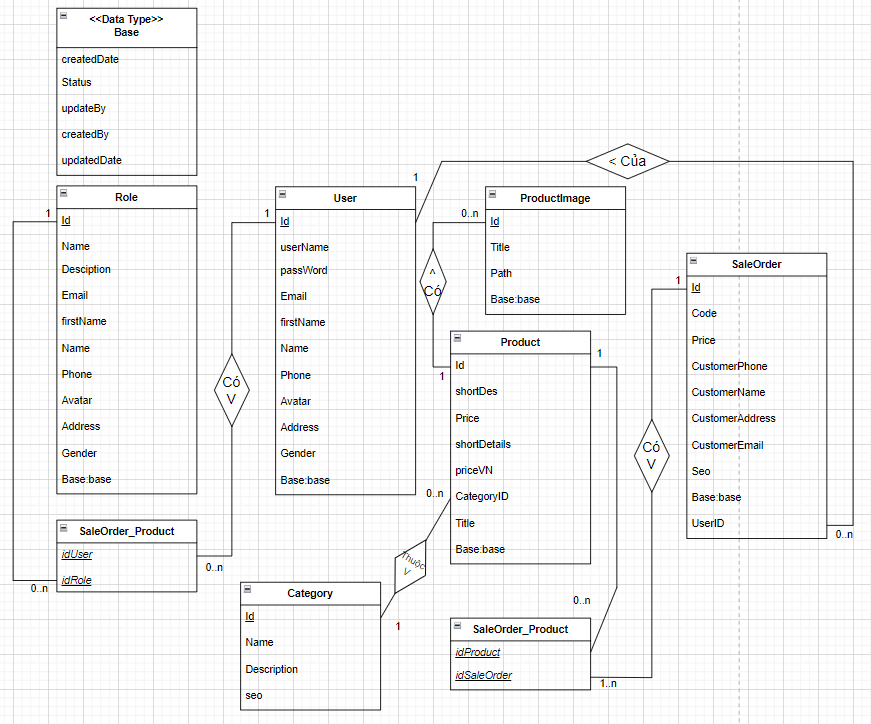 <<Data Type>>
Base
createdDate
Status
updateBy
createdBy
updatedDate
Role
Id
Name
Desciption
Email
firstName
Name
Phone
Avatar
Address
Gender
Base:base
1
SaleOrder_Product
idUser
idRole
0..n
0..n
Có
V
1
User
Id
userName
passWord
Email
firstName
Name
Phone
Avatar
Address
Gender
Base:base
1
< Của
ProductImage
Id
Title
Path
Base:base
0..n
^
Có
1
Product
Id
shortDes
Price
shortDetails
priceVN
CategoryID
Title
Base:base
1
0..n
Thuộc
V
1
Category
Id
Name
Description
seo
0..n
SaleOrder_Product
idProduct
idSaleOrder
1..n
Có
V
1
SaleOrder
Id
Code
Price
CustomerPhone
CustomerName
CustomerAddress
CustomerEmail
Seo
Base:base
UserID
0..n